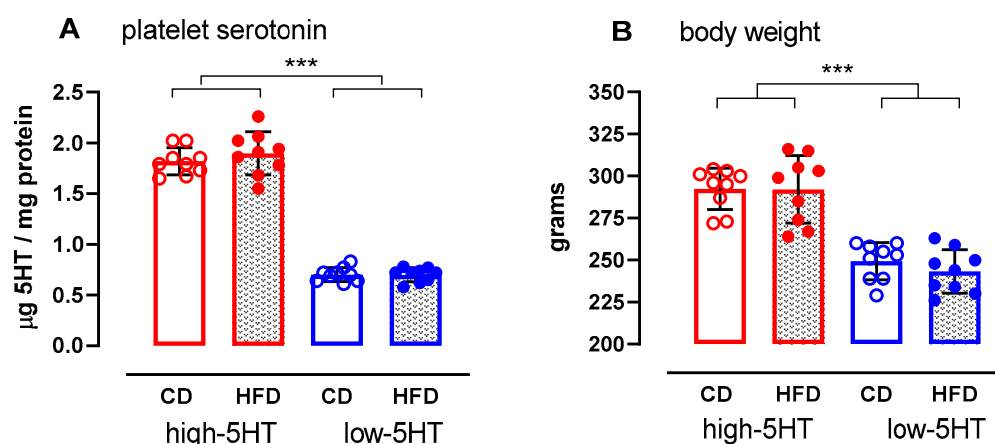 A platelet serotonin
***
μg 5HT / mg protein
2.5
2.0
1.5
1.0
0.5
0.0
CD HFD CD HFD
high-5HT low-5HT
B body weight
***
grams
350
325
300
275
250
225
200
CD HFD CD HFD
high-5HT low-5HT